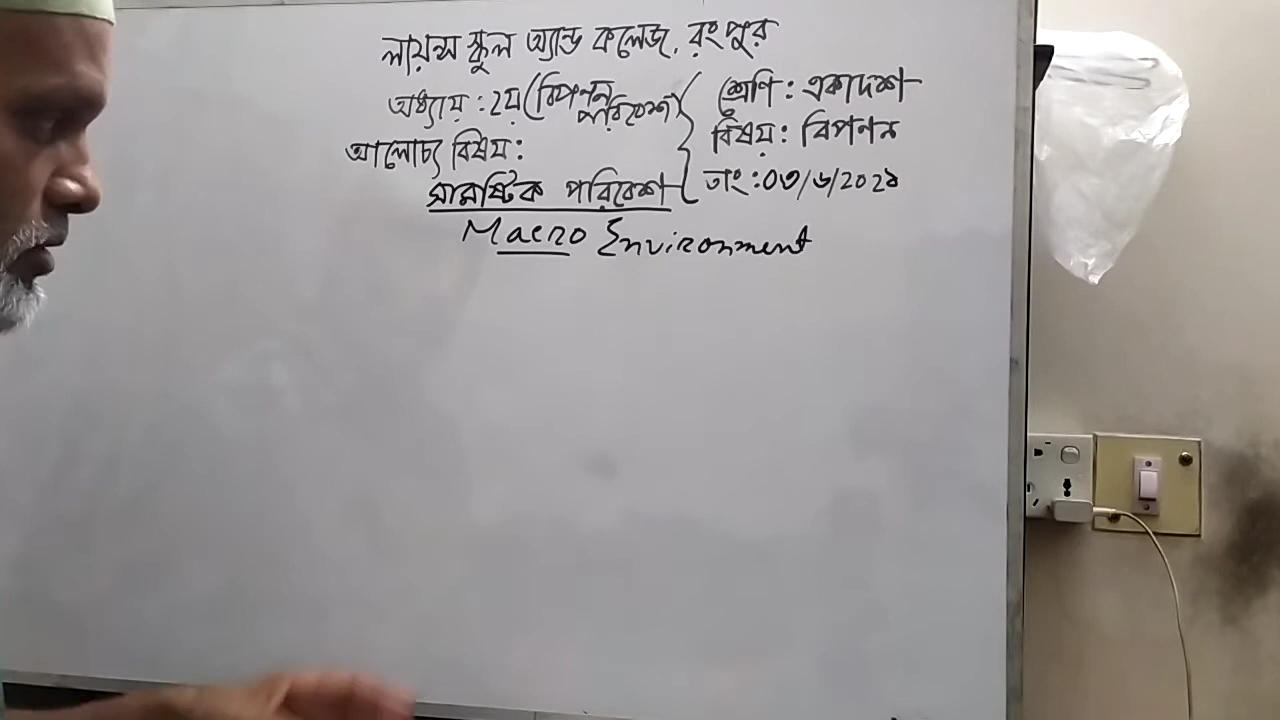 লায়ন্স স্কুল অ্যান্ড কলেজ, রংপুর
অধ্যায়: ২য় (বিপণন পরিবেশ)
শ্রেণি: একাদশ
বিষয়: বিপণন
তাং: ০৩/৬/২০২১
আলোচ্য বিষয়:
সামষ্টিক পরিবেশ
Macro Environment